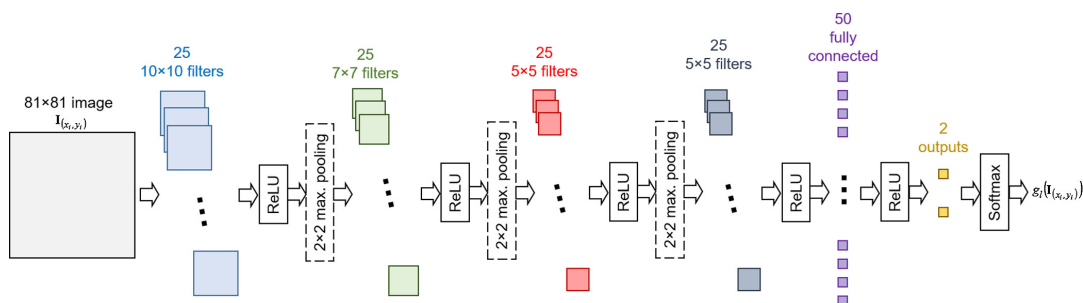 81×81 image
I(xᵢ,yᵢ)
25
10×10 filters
ReLU
2×2 max. pooling
25
7×7 filters
ReLU
2×2 max. pooling
25
5×5 filters
ReLU
2×2 max. pooling
25
5×5 filters
ReLU
50
fully
connected
ReLU
2
outputs
Softmax
gₗ(I(xᵢ,yᵢ))